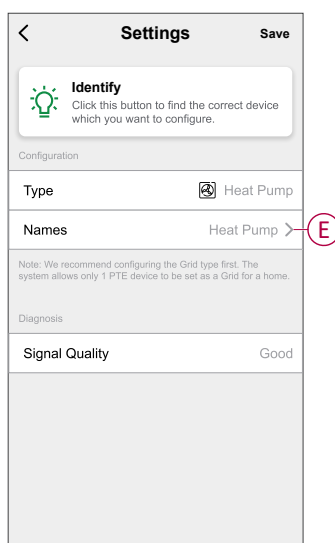 Settings
Save
Identify
Click this button to find the correct device
which you want to configure.
Configuration
Type Heat Pump
Names Heat Pump
E
Note: We recommend configuring the Grid type first. The
system allows only 1 PTE device to be set as a Grid for a home.
Diagnosis
Signal Quality Good